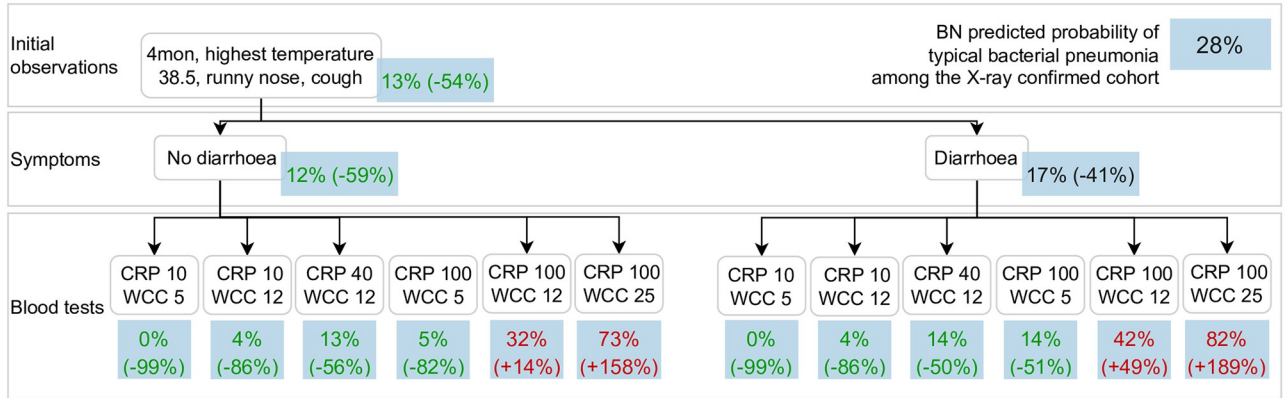 Initial
observations
4mon, highest temperature
38.5, runny nose, cough
13% (-54%)
BN predicted probability of
typical bacterial pneumonia
among the X-ray confirmed cohort
28%
Symptoms
No diarrhoea
12% (-59%)
Diarrhoea
17% (-41%)
Blood tests
CRP 10
WCC 5
0%
(-99%)
CRP 10
WCC 12
4%
(-86%)
CRP 40
WCC 12
13%
(-56%)
CRP 100
WCC 5
5%
(-82%)
CRP 100
WCC 12
32%
(+14%)
CRP 100
WCC 25
73%
(+158%)
CRP 10
WCC 5
0%
(-99%)
CRP 10
WCC 12
4%
(-86%)
CRP 40
WCC 12
14%
(-50%)
CRP 100
WCC 5
14%
(-51%)
CRP 100
WCC 12
42%
(+49%)
CRP 100
WCC 25
82%
(+189%)